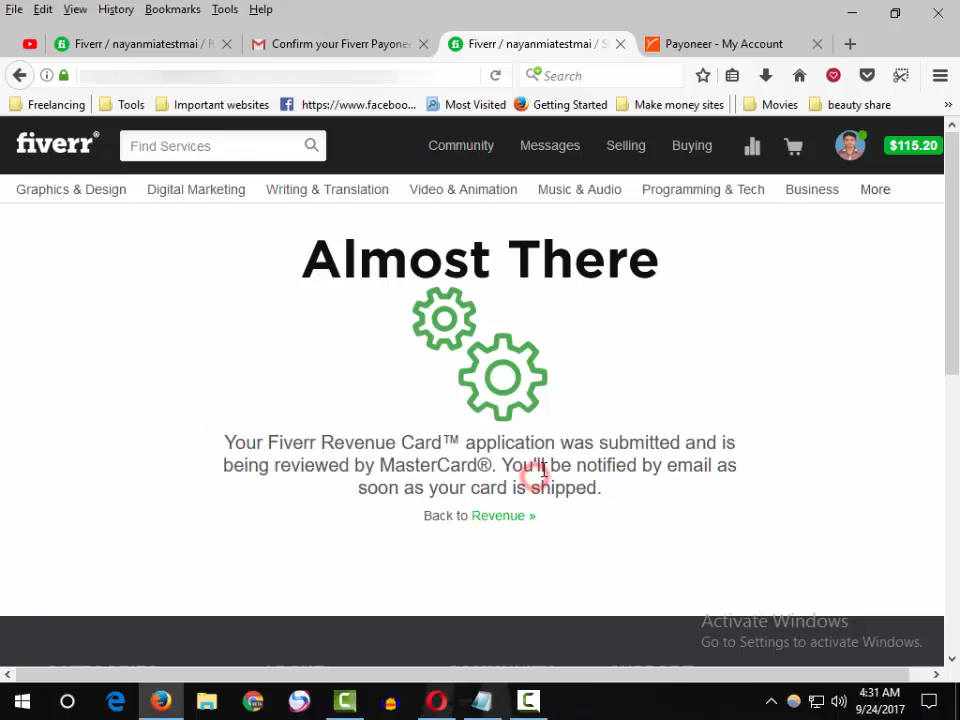 File Edit View History Bookmarks Tools Help
Fiverr / nayanmiatestmai / R
Confirm your Fiverr Payonee
Fiverr / nayanmiatestmai / S
Payoneer - My Account
Search
Freelancing Tools Important websites https://www.faceboo... Most Visited Getting Started Make money sites Movies beauty share »
fiverr®
Find Services
Community Messages Selling Buying $115.20
Graphics & Design Digital Marketing Writing & Translation Video & Animation Music & Audio Programming & Tech Business More
Almost There
Your Fiverr Revenue Card™ application was submitted and is
being reviewed by MasterCard®. You'll be notified by email as
soon as your card is shipped.
Back to Revenue »
Activate Windows
Go to Settings to activate Windows.
4:31 AM
9/24/2017